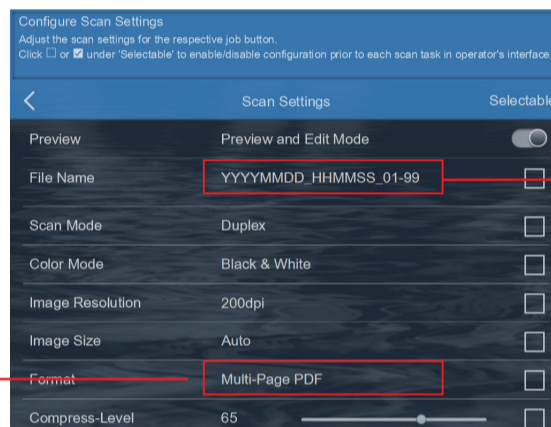 Configure Scan Settings
Adjust the scan settings for the respective job button.
Click ☐ or ☑ under 'Selectable' to enable/disable configuration prior to each scan task in operator's interface
Scan Settings Selectable
Preview Preview and Edit Mode
File Name YYYYMMDD_HHMMSS_01-99
Scan Mode Duplex
Color Mode Black & White
Image Resolution 200dpi
Image Size Auto
Format Multi-Page PDF
Compress-Level 65